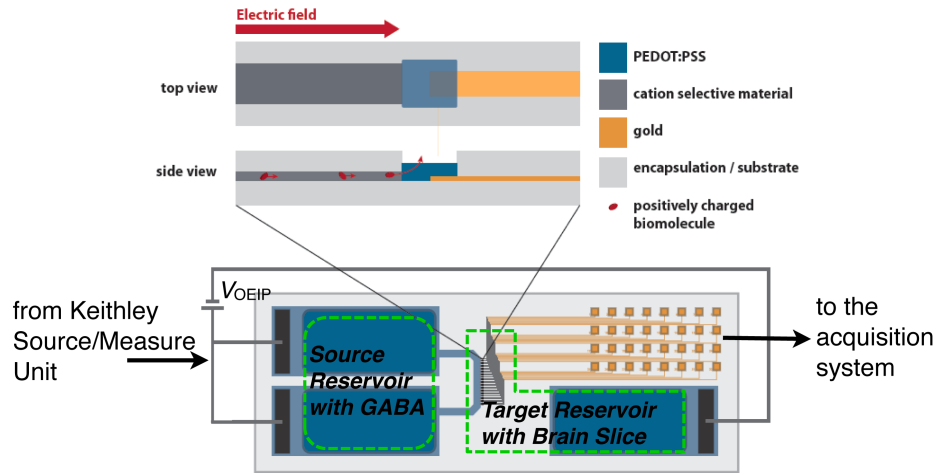 Electric field
top view
side view
PEDOT:PSS
cation selective material
gold
encapsulation / substrate
positively charged
biomolecule
VOEIP
from Keithley
Source/Measure
Unit
Source
Reservoir
with GABA
Target Reservoir
with Brain Slice
to the
acquisition
system